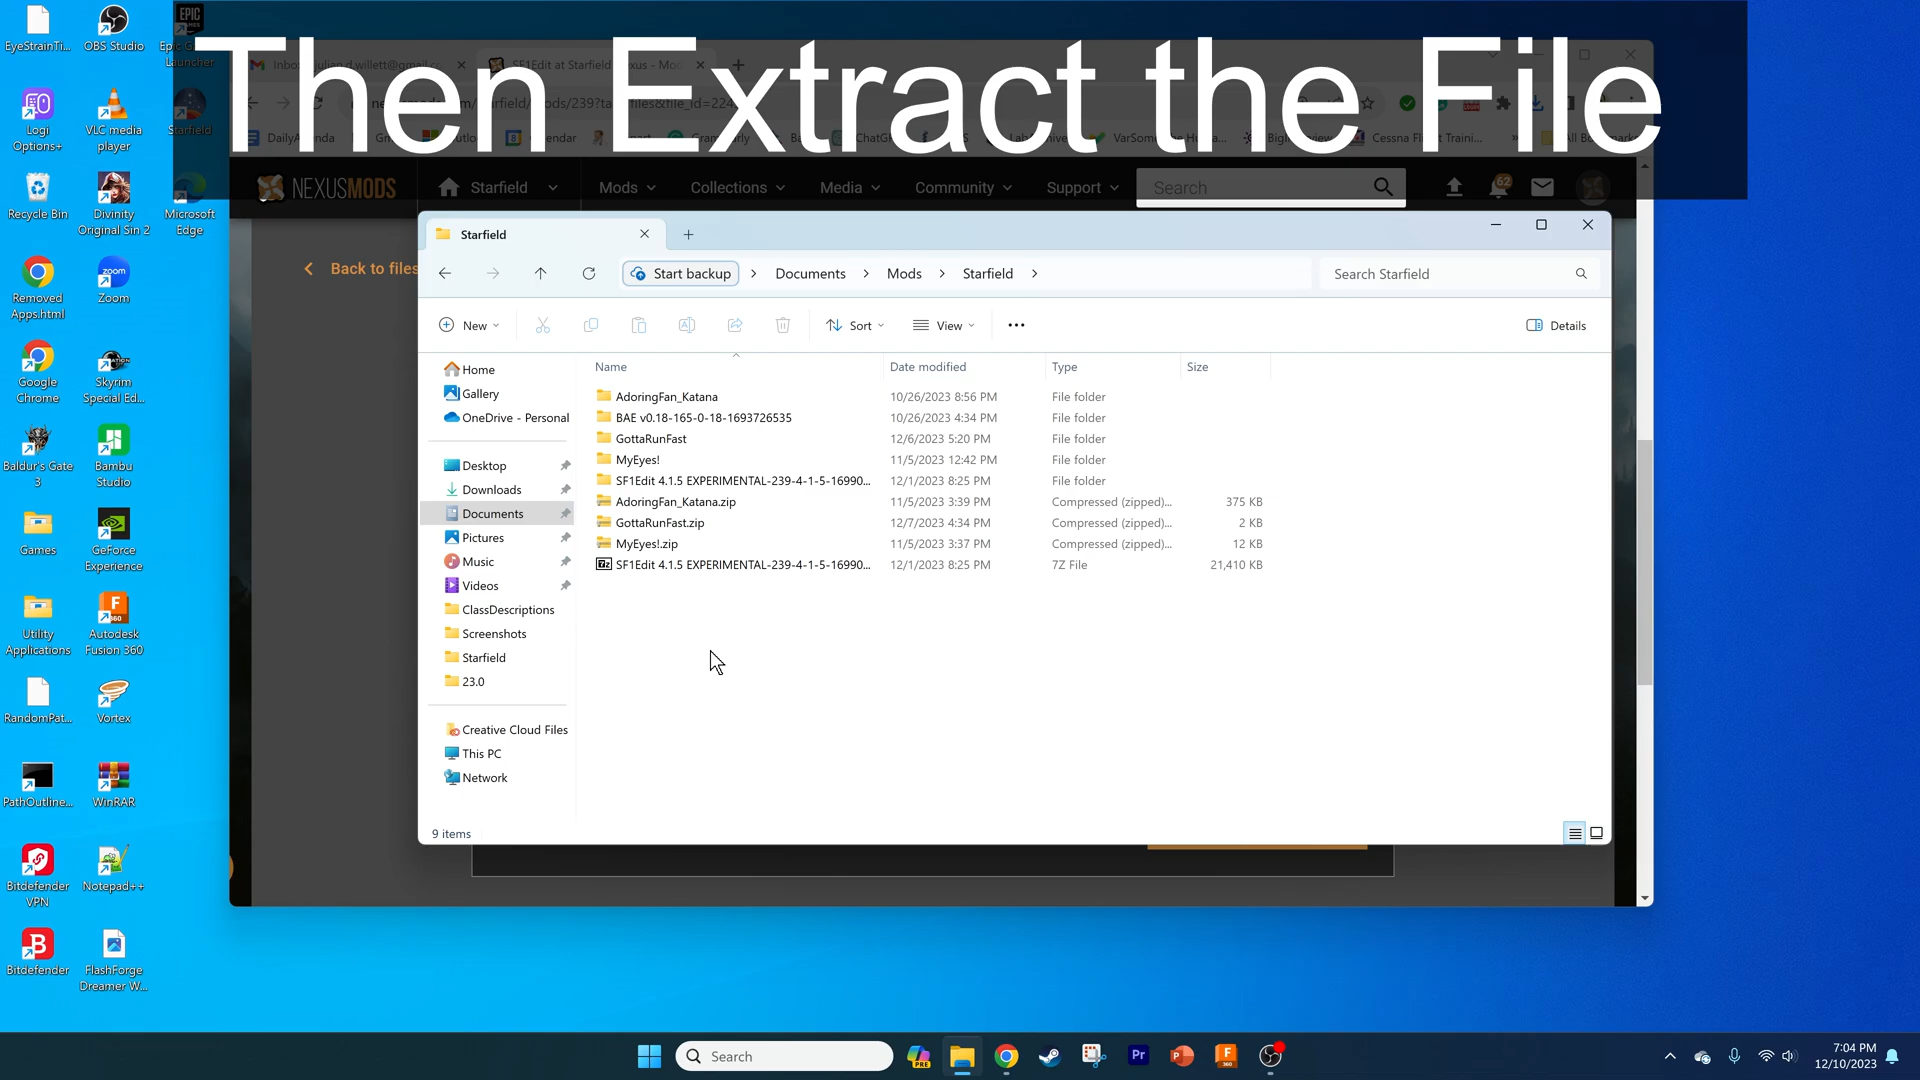 Then Extract the File
EyeStrainTi...
OBS Studio
Logi Options+
VLC media player
Starfield
Recycle Bin
Divinity Original Sin 2
Microsoft Edge
Removed Apps.html
Zoom
Google Chrome
Skyrim Special Ed...
Baldur's Gate 3
Bambu Studio
Games
GeForce Experience
Utility Applications
Autodesk Fusion 360
RandomPat...
Vortex
PathOutline...
WinRAR
Bitdefender VPN
Notepad++
Bitdefender
FlashForge Dreamer W...
NEXUSMODS
Starfield
Mods
Collections
Media
Community
Support
Search
62
Back to files
Starfield
Start backup
Documents
Mods
Starfield
Search Starfield
New
Sort
View
Details
Home
Gallery
OneDrive - Personal
Desktop
Downloads
Documents
Pictures
Music
Videos
ClassDescriptions
Screenshots
Starfield
23.0
Creative Cloud Files
This PC
Network
Name Date modified Type Size
AdoringFan_Katana 10/26/2023 8:56 PM File folder
BAE v0.18-165-0-18-1693726535 10/26/2023 4:34 PM File folder
GottaRunFast 12/6/2023 5:20 PM File folder
MyEyes! 11/5/2023 12:42 PM File folder
SF1Edit 4.1.5 EXPERIMENTAL-239-4-1-5-16990... 12/1/2023 8:25 PM File folder
AdoringFan_Katana.zip 11/5/2023 3:39 PM Compressed (zipped)... 375 KB
GottaRunFast.zip 12/7/2023 4:34 PM Compressed (zipped)... 2 KB
MyEyes!.zip 11/5/2023 3:37 PM Compressed (zipped)... 12 KB
SF1Edit 4.1.5 EXPERIMENTAL-239-4-1-5-16990... 12/1/2023 8:25 PM 7Z File 21,410 KB
9 items
Search
7:04 PM
12/10/2023